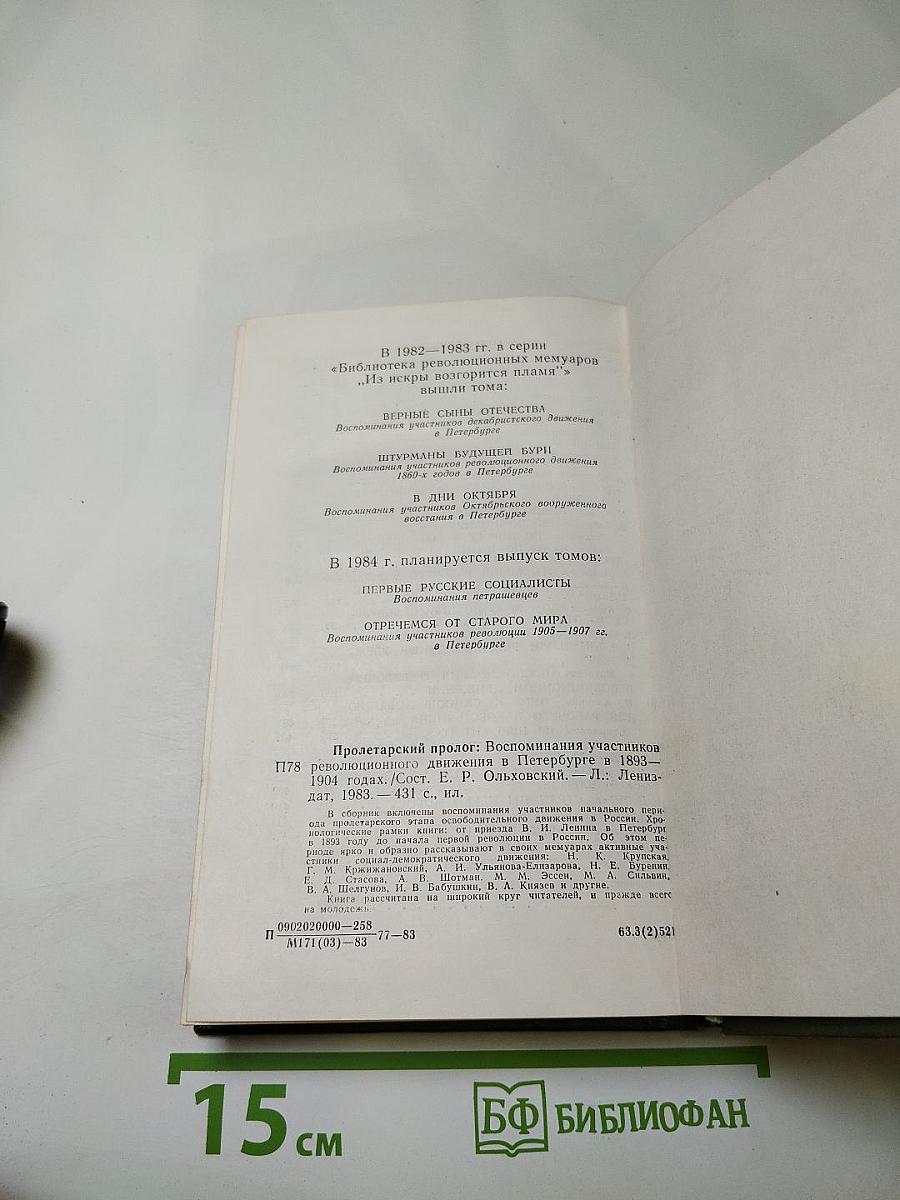 В 1982—1983 гг. в серии
«Библиотека революционных мемуаров
„Из искры возгорится пламя"»
вышли тома:
ВЕРНЫЕ СЫНЫ ОТЕЧЕСТВА
Воспоминания участников декабристского движения
в Петербурге
ШТУРМАНЫ БУДУЩЕЙ БУРИ
Воспоминания участников революционного движения
1860-х годов в Петербурге
В ДНИ ОКТЯБРЯ
Воспоминания участников Октябрьского вооруженного
восстания в Петербурге
В 1984 г. планируется выпуск томов:
ПЕРВЫЕ РУССКИЕ СОЦИАЛИСТЫ
Воспоминания петрашевцев
ОТРЕЧЕМСЯ ОТ СТАРОГО МИРА
Воспоминания участников революции 1905—1907 гг.
в Петербурге
Пролетарский пролог: Воспоминания участников
П78 революционного движения в Петербурге в 1893—
1904 годах./Сост. Е. Р. Ольховский. — Л.: Лениз-
дат, 1983. — 431 с., ил.
В сборник включены воспоминания участников начального пери-
ода пролетарского этапа освободительного движения в России. Хро-
нологические рамки книги: от приезда В. И. Ленина в Петербург
в 1893 году до начала первой революции в России. Об этом пе-
риоде ярко и образно рассказывают в своих мемуарах активные уча-
стники социал-демократического движения: Н. К. Крупская,
Г. М. Кржижановский, А. И. Ульянова-Елизарова, Н. Е. Буренин,
Е. Д. Стасова, А. В. Шотман, М. М. Эссен, М. А. Сильвин,
В. А. Шелгунов, И. В. Бабушкин, В. А. Князев и другие.
Книга рассчитана на широкий круг читателей, и прежде всего
на молодежь.
П 0902020000—258
М171(03)—83 77—83
63.3(2)521
15 см
БФ БИБЛИОФАН